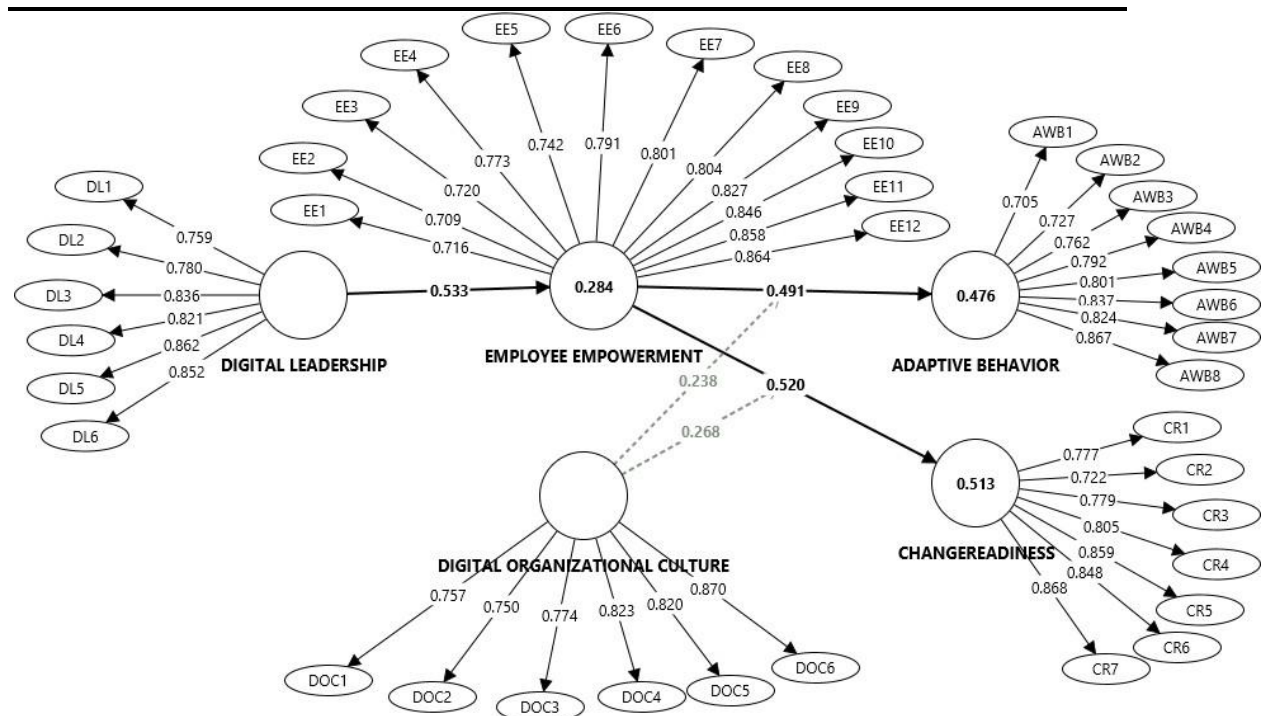 EE5
EE6
EE7
EE4
EE8
EE3
EE9
EE2
EE10
EE1
EE11
EE12
0.716
0.709
0.720
0.773
0.742
0.791
0.801
0.804
0.827
0.846
0.858
0.864
DL1
DL2
DL3
DL4
DL5
DL6
0.759
0.780
0.836
0.821
0.862
0.852
DIGITAL LEADERSHIP
0.533
0.284
EMPLOYEE EMPOWERMENT
0.491
0.476
ADAPTIVE BEHAVIOR
AWB1
AWB2
AWB3
AWB4
AWB5
AWB6
AWB7
AWB8
0.705
0.727
0.762
0.792
0.801
0.837
0.824
0.867
0.238
0.520
0.268
0.513
CHANGEREADINESS
CR1
CR2
CR3
CR4
CR5
CR6
CR7
0.777
0.722
0.779
0.805
0.859
0.848
0.868
DIGITAL ORGANIZATIONAL CULTURE
0.757
0.750
0.774
0.823
0.820
0.870
DOC1
DOC2
DOC3
DOC4
DOC5
DOC6